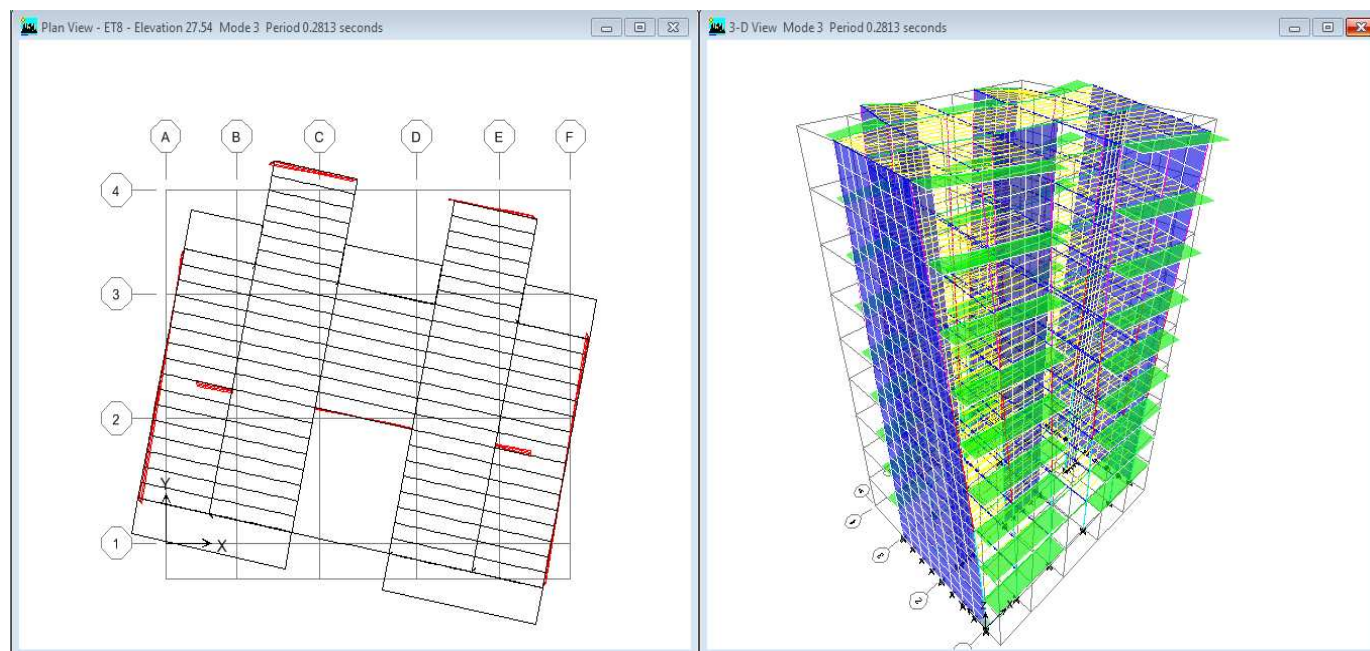 Plan View - ET8 - Elevation 27.54 Mode 3 Period 0.2813 seconds
A B C D E F
4
3
2
1
Y
X
3-D View Mode 3 Period 0.2813 seconds